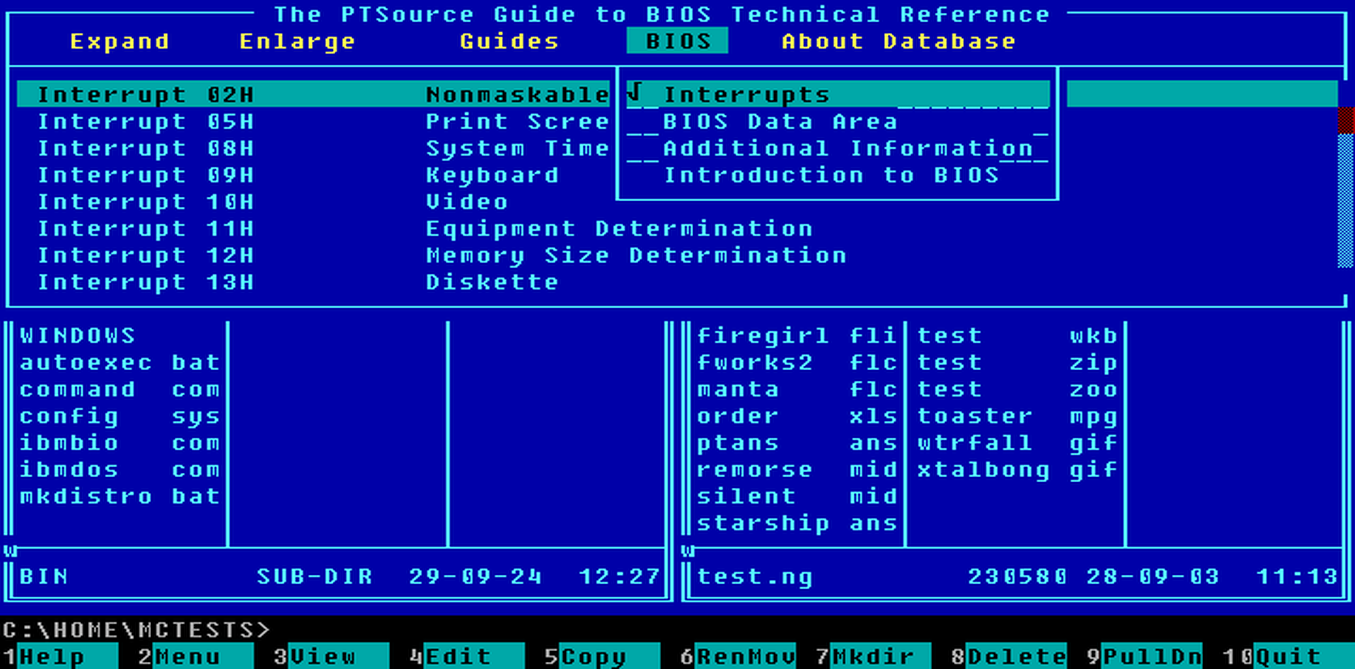 The PTSource Guide to BIOS Technical Reference
Expand Enlarge Guides BIOS About Database
Interrupt 02H Nonmaskable √ Interrupts
Interrupt 05H Print Scree BIOS Data Area
Interrupt 08H System Time Additional Information
Interrupt 09H Keyboard Introduction to BIOS
Interrupt 10H Video
Interrupt 11H Equipment Determination
Interrupt 12H Memory Size Determination
Interrupt 13H Diskette
WINDOWS firegirl fli test wkb
autoexec bat fworks2 flc test zip
command com manta flc test zoo
config sys order xls toaster mpg
ibmbio com ptans ans wtrfall gif
ibmdos com remorse mid xtalbong gif
mkdistro bat silent mid
starship ans
w w
BIN SUB-DIR 29-09-24 12:27 test.ng 230580 28-09-03 11:13
C:\HOME\MCTESTS>
1Help 2Menu 3View 4Edit 5Copy 6RenMov 7Mkdir 8Delete 9PullDn 10Quit